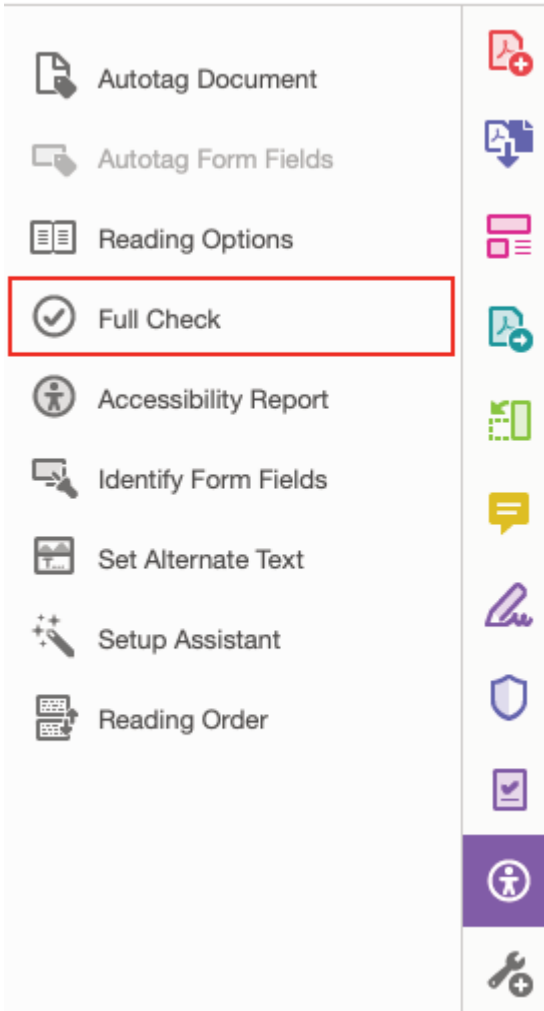 Autotag Document
Autotag Form Fields
Reading Options
Full Check
Accessibility Report
Identify Form Fields
Set Alternate Text
Setup Assistant
Reading Order